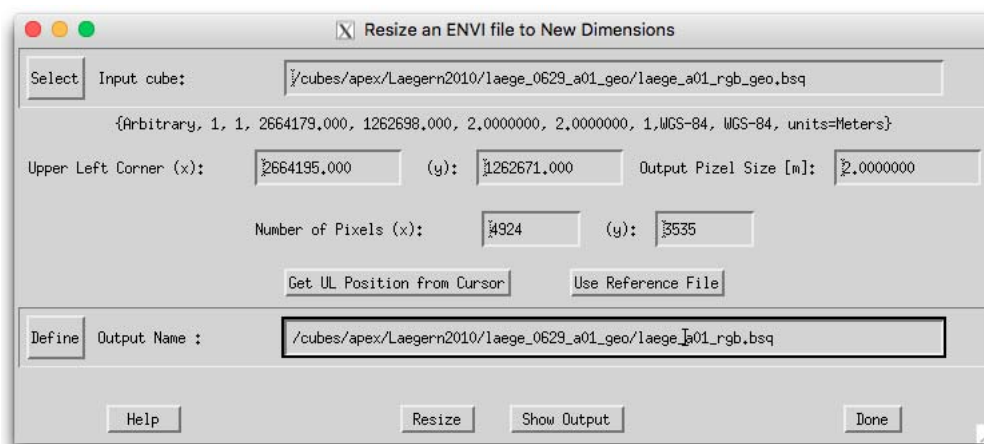 Resize an ENVI file to New Dimensions
Select Input cube: /cubes/apex/Laegern2010/laege_0629_a01_geo/laege_a01_rgb_geo.bsq
{Arbitrary, 1, 1, 2664179.000, 1262698.000, 2.0000000, 2.0000000, 1,WGS-84, WGS-84, units=Meters}
Upper Left Corner (x): 2664195.000 (y): 1262671.000 Output Pizel Size [m]: 2.0000000
Number of Pixels (x): 4924 (y): 3535
Get UL Position from Cursor Use Reference File
Define Output Name : /cubes/apex/Laegern2010/laege_0629_a01_geo/laege_a01_rgb.bsq
Help Resize Show Output Done